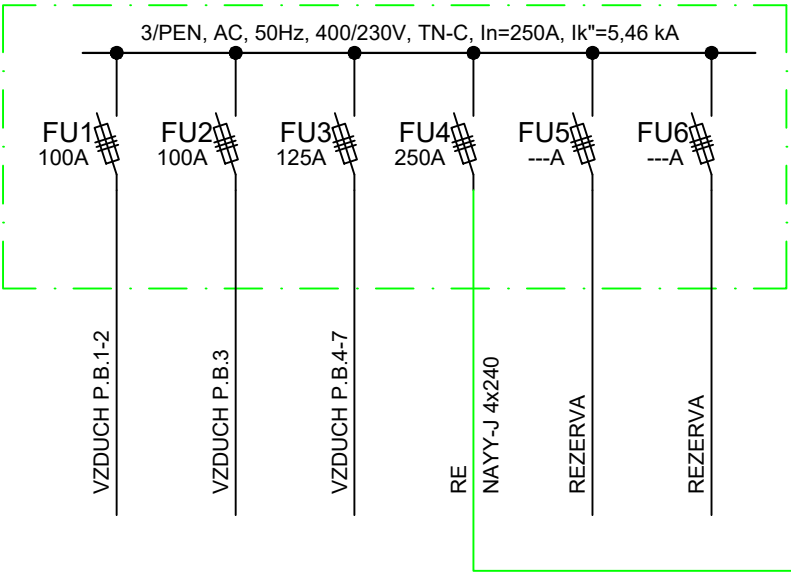 3/PEN, AC, 50Hz, 400/230V, TN-C, In=250A, Ik"=5,46 kA
FU1
100A
FU2
100A
FU3
125A
FU4
250A
FU5
---A
FU6
---A
VZDUCH P.B.1-2
VZDUCH P.B.3
VZDUCH P.B.4-7
RE
NAYY-J 4x240
REZERVA
REZERVA